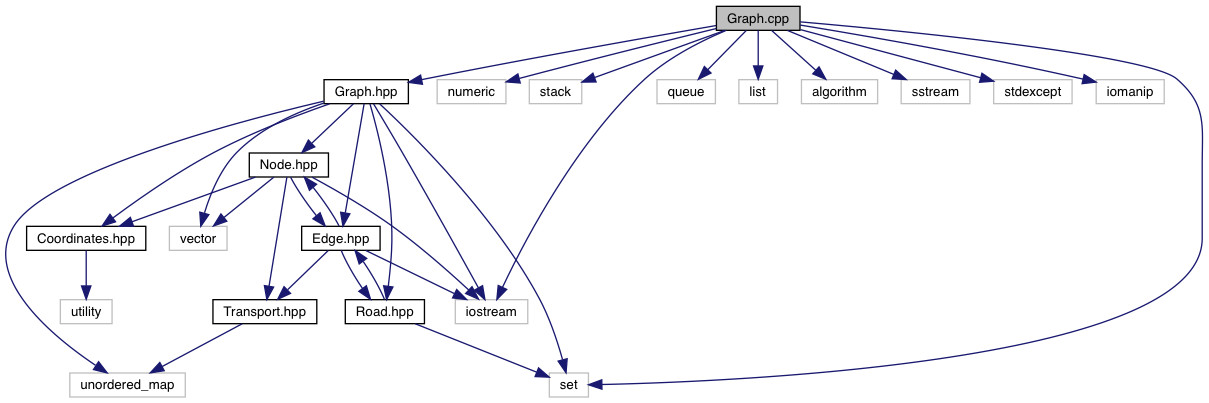 Graph.cpp
Graph.hpp
numeric
stack
queue
list
algorithm
sstream
stdexcept
iomanip
Node.hpp
Coordinates.hpp
vector
Edge.hpp
utility
Transport.hpp
Road.hpp
iostream
unordered_map
set